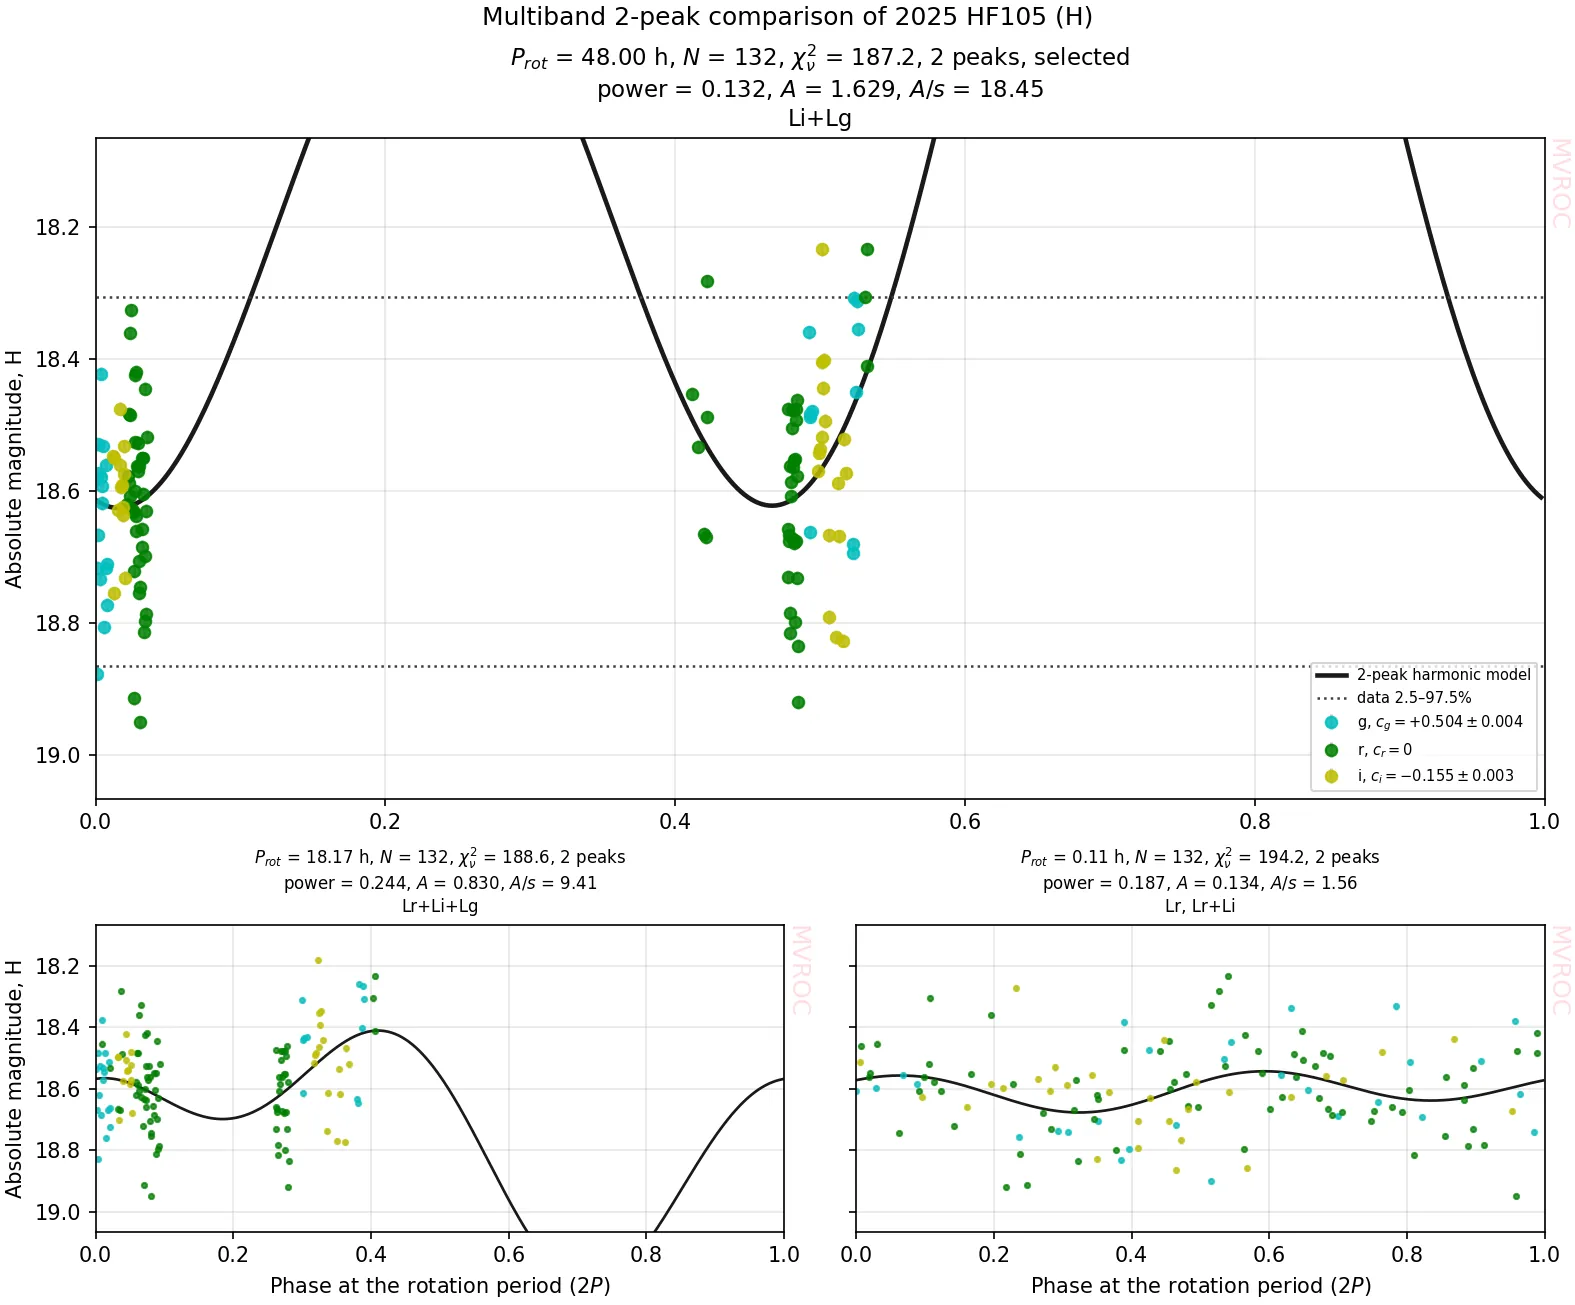 Multiband 2-peak comparison of 2025 HF105 (H)
P_rot = 48.00 h, N = 132, χ²_ν = 187.2, 2 peaks, selected
power = 0.132, A = 1.629, A/s = 18.45
Li+Lg
MVROC
Absolute magnitude, H
18.2
18.4
18.6
18.8
19.0
2-peak harmonic model
data 2.5–97.5%
g, c_g = +0.504 ± 0.004
r, c_r = 0
i, c_i = −0.155 ± 0.003
0.0 0.2 0.4 0.6 0.8 1.0
P_rot = 18.17 h, N = 132, χ²_ν = 188.6, 2 peaks
power = 0.244, A = 0.830, A/s = 9.41
Lr+Li+Lg
MVROC
Absolute magnitude, H
18.2
18.4
18.6
18.8
19.0
0.0 0.2 0.4 0.6 0.8 1.0
Phase at the rotation period (2P)
P_rot = 0.11 h, N = 132, χ²_ν = 194.2, 2 peaks
power = 0.187, A = 0.134, A/s = 1.56
Lr, Lr+Li
MVROC
0.0 0.2 0.4 0.6 0.8 1.0
Phase at the rotation period (2P)